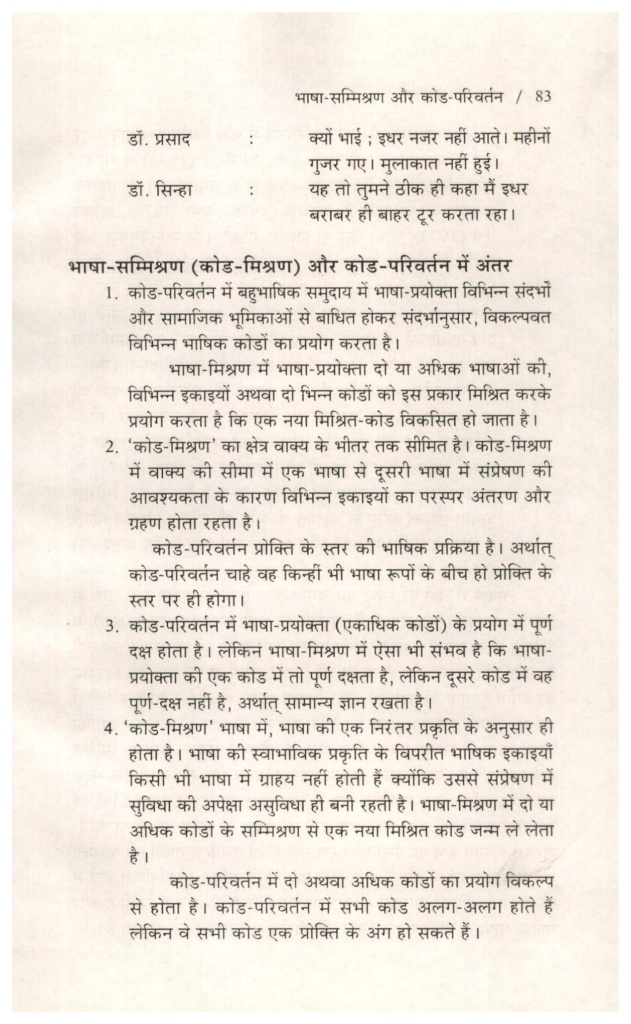 भाषा-सम्मिश्रण और कोड-परिवर्तन / 83
डॉ. प्रसाद : क्यों भाई ; इधर नजर नहीं आते। महीनों
गुजर गए। मुलाकात नहीं हुई।
डॉ. सिन्हा : यह तो तुमने ठीक ही कहा मैं इधर
बराबर ही बाहर टूर करता रहा।
भाषा-सम्मिश्रण (कोड-मिश्रण) और कोड-परिवर्तन में अंतर
1. कोड-परिवर्तन में बहुभाषिक समुदाय में भाषा-प्रयोक्ता विभिन्न संदर्भों
और सामाजिक भूमिकाओं से बाधित होकर संदर्भानुसार, विकल्पवत
विभिन्न भाषिक कोडों का प्रयोग करता है।
भाषा-मिश्रण में भाषा-प्रयोक्ता दो या अधिक भाषाओं की,
विभिन्न इकाइयों अथवा दो भिन्न कोडों को इस प्रकार मिश्रित करके
प्रयोग करता है कि एक नया मिश्रित-कोड विकसित हो जाता है।
2. ‘कोड-मिश्रण’ का क्षेत्र वाक्य के भीतर तक सीमित है। कोड-मिश्रण
में वाक्य की सीमा में एक भाषा से दूसरी भाषा में संप्रेषण की
आवश्यकता के कारण विभिन्न इकाइयों का परस्पर अंतरण और
ग्रहण होता रहता है।
कोड-परिवर्तन प्रोक्ति के स्तर की भाषिक प्रक्रिया है। अर्थात्
कोड-परिवर्तन चाहे वह किन्हीं भी भाषा रूपों के बीच हो प्रोक्ति के
स्तर पर ही होगा।
3. कोड-परिवर्तन में भाषा-प्रयोक्ता (एकाधिक कोडों) के प्रयोग में पूर्ण
दक्ष होता है। लेकिन भाषा-मिश्रण में ऐसा भी संभव है कि भाषा-
प्रयोक्ता की एक कोड में तो पूर्ण दक्षता है, लेकिन दूसरे कोड में वह
पूर्ण-दक्ष नहीं है, अर्थात् सामान्य ज्ञान रखता है।
4. ‘कोड-मिश्रण’ भाषा में, भाषा की एक निरंतर प्रकृति के अनुसार ही
होता है। भाषा की स्वाभाविक प्रकृति के विपरीत भाषिक इकाइयाँ
किसी भी भाषा में ग्राहय नहीं होती हैं क्योंकि उससे संप्रेषण में
सुविधा की अपेक्षा असुविधा ही बनी रहती है। भाषा-मिश्रण में दो या
अधिक कोडों के सम्मिश्रण से एक नया मिश्रित कोड जन्म ले लेता
है।
कोड-परिवर्तन में दो अथवा अधिक कोडों का प्रयोग विकल्प
से होता है। कोड-परिवर्तन में सभी कोड अलग-अलग होते हैं
लेकिन वे सभी कोड एक प्रोक्ति के अंग हो सकते हैं।